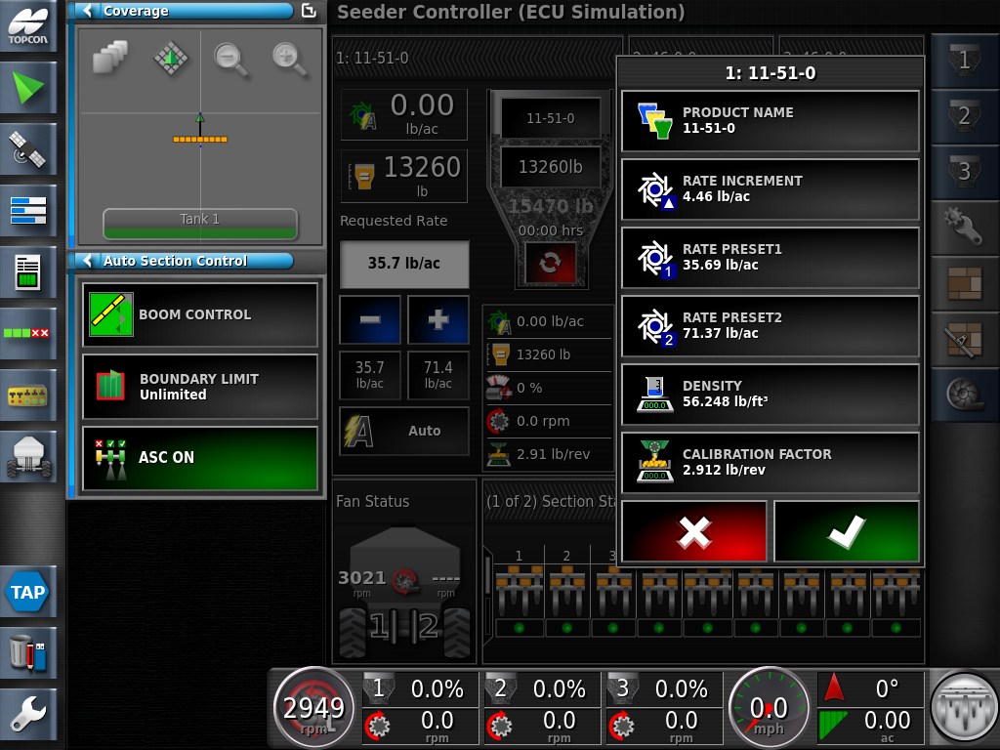 TOPCON
Coverage
Tank 1
Auto Section Control
BOOM CONTROL
BOUNDARY LIMIT
Unlimited
ASC ON
TAP
Seeder Controller (ECU Simulation)
1: 11-51-0
0.00
lb/ac
13260
lb
Requested Rate
35.7 lb/ac
35.7
lb/ac
71.4
lb/ac
A
Auto
11-51-0
13260lb
15470 lb
00:00 hrs
0.00 lb/ac
13260 lb
0 %
0.0 rpm
2.91 lb/rev
Fan Status
3021
rpm
----
rpm
1 2
(1 of 2) Section Sta
1 2 3
1: 11-51-0
PRODUCT NAME
11-51-0
RATE INCREMENT
4.46 lb/ac
RATE PRESET1
35.69 lb/ac
1
RATE PRESET2
71.37 lb/ac
2
DENSITY
56.248 lb/ft³
000.0
CALIBRATION FACTOR
2.912 lb/rev
000.0
1
2
3
2949
rpm
1 0.0%
0.0
rpm
2 0.0%
0.0
rpm
3 0.0%
0.0
rpm
0.0
mph
0°
0.00
ac